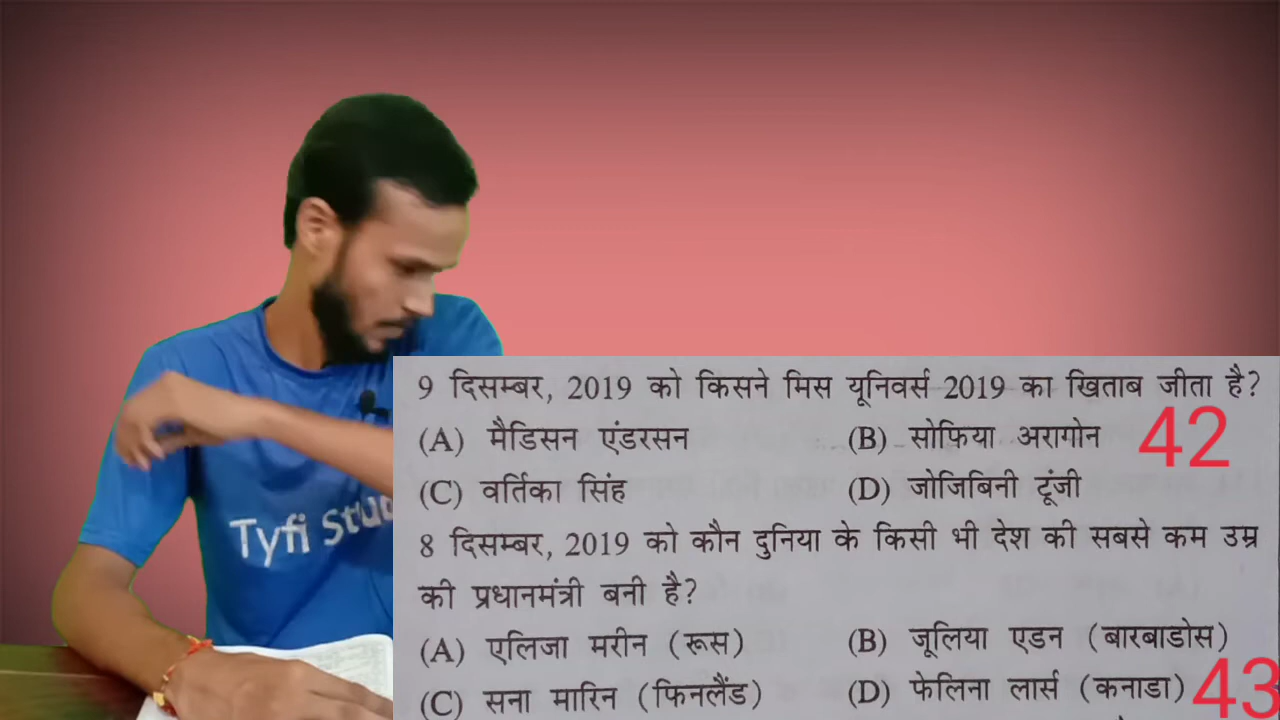 9 दिसम्बर, 2019 को किसने मिस यूनिवर्स 2019 का खिताब जीता है?
(A) मैडिसन एंडरसन (B) सोफिया अरागोन 42
(C) वर्तिका सिंह (D) जोजिबिनी टूंजी
8 दिसम्बर, 2019 को कौन दुनिया के किसी भी देश की सबसे कम उम्र
की प्रधानमंत्री बनी है?
(A) एलिजा मरीन (रूस) (B) जूलिया एडन (बारबाडोस)
(C) सना मारिन (फिनलैंड) (D) फेलिना लार्स (कनाडा) 43
Tyfi